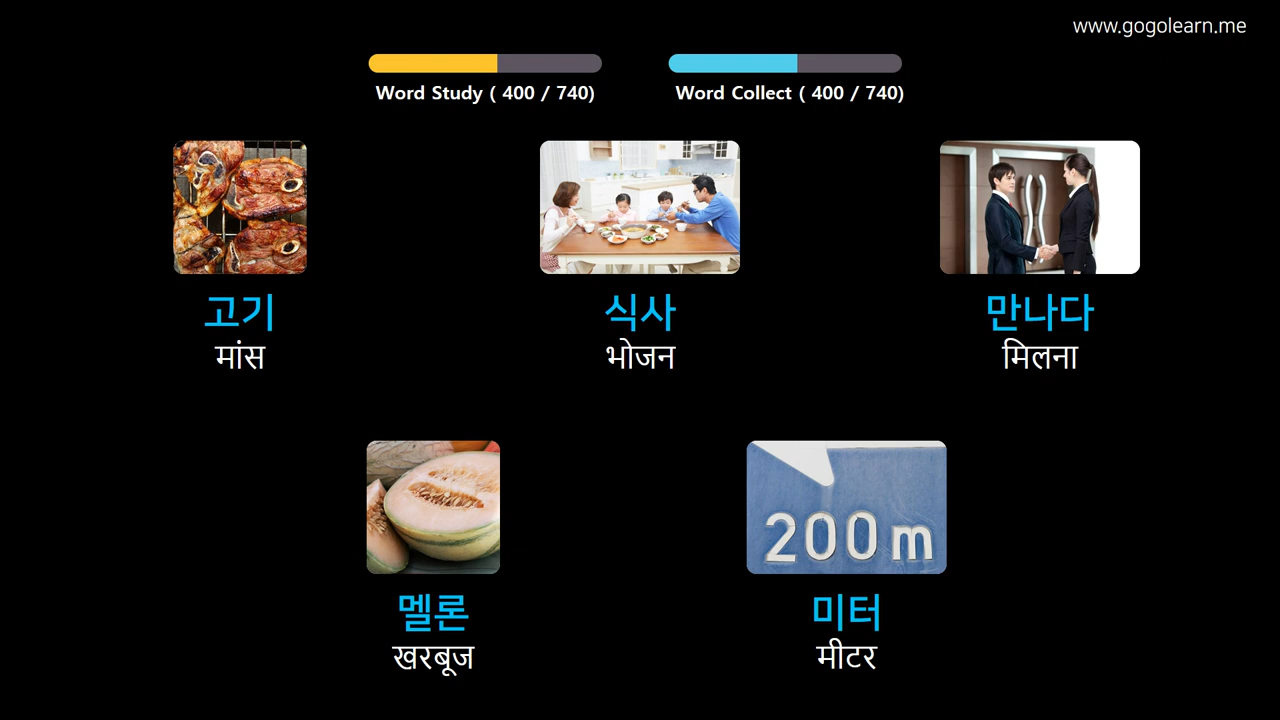 www.gogolearn.me
Word Study ( 400 / 740)
Word Collect ( 400 / 740)
고기
मांस
식사
भोजन
만나다
मिलना
멜론
खरबूज
200m
미터
मीटर